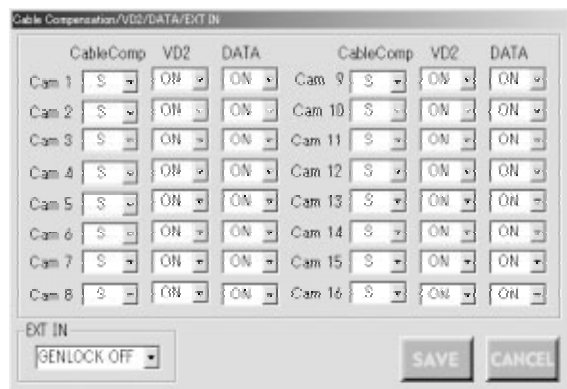 Cable Compensation/VD2/DATA/EXT IN
CableComp VD2 DATA CableComp VD2 DATA
Cam 1 S ON ON Cam 9 S ON ON
Cam 2 S ON ON Cam 10 S ON ON
Cam 3 S ON ON Cam 11 S ON ON
Cam 4 S ON ON Cam 12 S ON ON
Cam 5 S ON ON Cam 13 S ON ON
Cam 6 S ON ON Cam 14 S ON ON
Cam 7 S ON ON Cam 15 S ON ON
Cam 8 S ON ON Cam 16 S ON ON
EXT IN
GENLOCK OFF
SAVE CANCEL